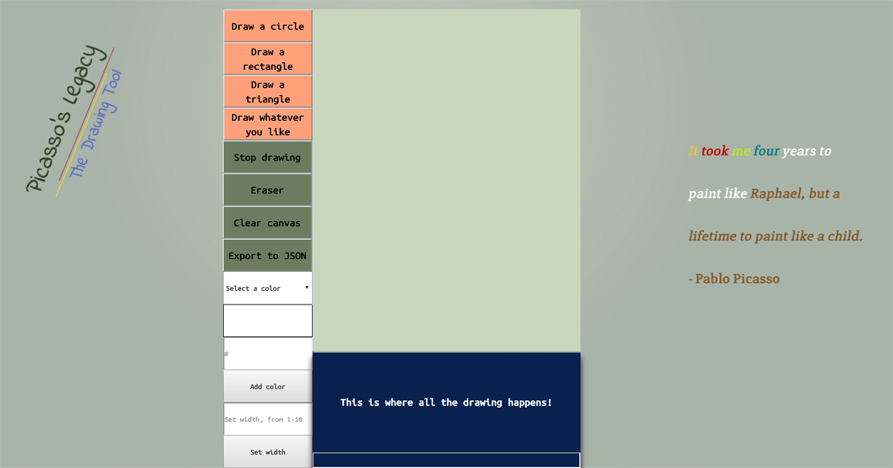 Picasso's Legacy
The Drawing Tool
Draw a circle
Draw a
rectangle
Draw a
triangle
Draw whatever
you like
Stop drawing
Eraser
Clear canvas
Export to JSON
Select a color
#
Add color
Set width, from 1-10
Set width
This is where all the drawing happens!
It took me four years to
paint like Raphael, but a
lifetime to paint like a child.
- Pablo Picasso